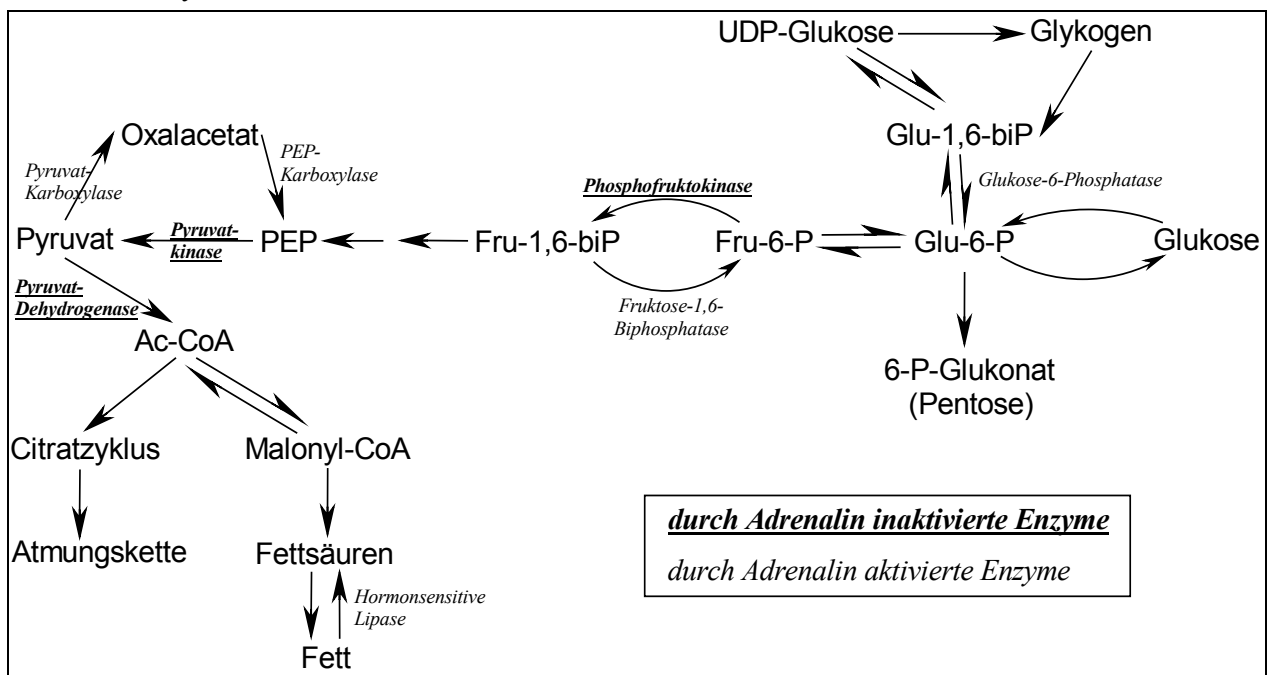 UDP-Glukose
Glykogen
Oxalacetat
Glu-1,6-biP
Pyruvat-
Karboxylase
PEP-
Karboxylase
Phosphofruktokinase
Glukose-6-Phosphatase
Pyruvat
Pyruvat-
kinase
PEP
Fru-1,6-biP
Fru-6-P
Glu-6-P
Glukose
Pyruvat-
Dehydrogenase
Fruktose-1,6-
Biphosphatase
Ac-CoA
6-P-Glukonat
(Pentose)
Citratzyklus
Malonyl-CoA
durch Adrenalin inaktivierte Enzyme
durch Adrenalin aktivierte Enzyme
Atmungskette
Fettsäuren
Hormonsensitive
Lipase
Fett